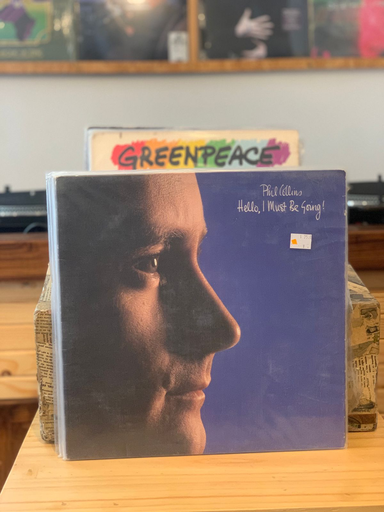 GREENPEACE
Phil Collins
Hello, I Must Be Going!